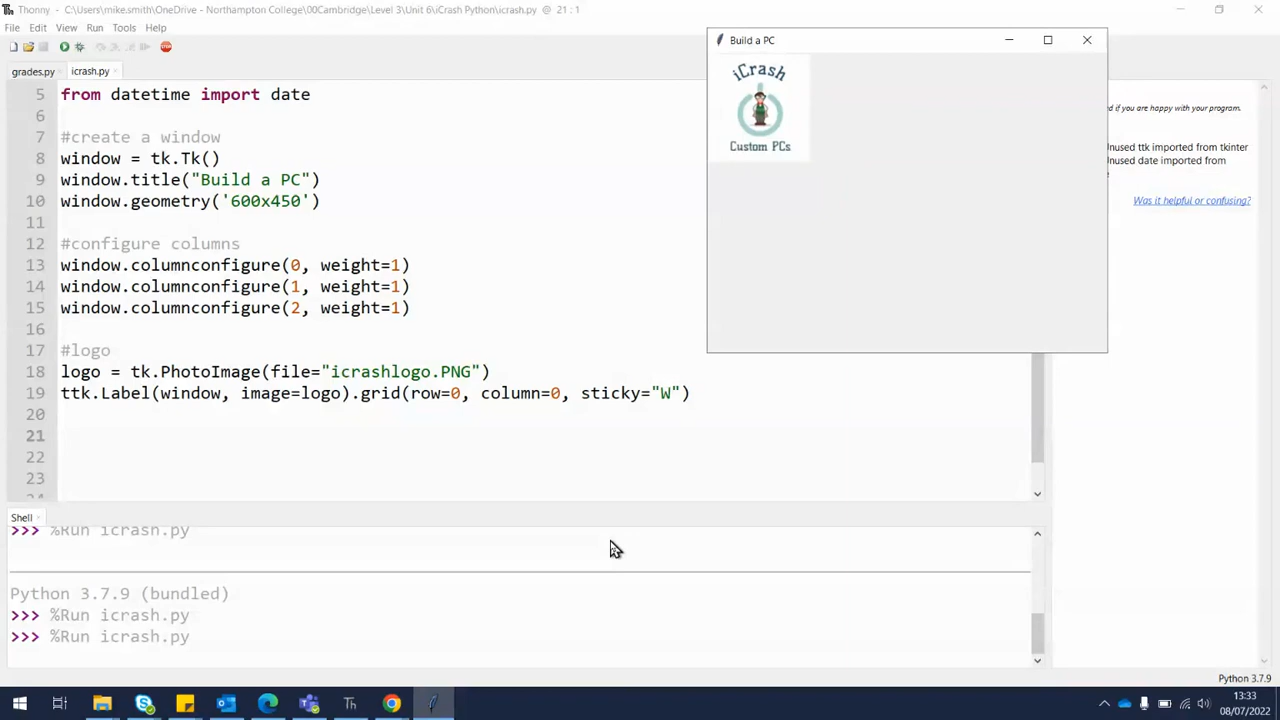 Thonny - C:\Users\mike.smith\OneDrive - Northampton College\00Cambridge\Level 3\Unit 6\iCrash Python\icrash.py @ 21 : 1
File Edit View Run Tools Help
grades.py
icrash.py
5 from datetime import date
6
7 #create a window
8 window = tk.Tk()
9 window.title("Build a PC")
10 window.geometry('600x450')
11
12 #configure columns
13 window.columnconfigure(0, weight=1)
14 window.columnconfigure(1, weight=1)
15 window.columnconfigure(2, weight=1)
16
17 #logo
18 logo = tk.PhotoImage(file="icrashlogo.PNG")
19 ttk.Label(window, image=logo).grid(row=0, column=0, sticky="W")
20
21
22
23
Build a PC
iCrash
Custom PCs
if you are happy with your program.
Unused ttk imported from tkinter
Unused date imported from
Was it helpful or confusing?
Shell
>>> %Run icrash.py
Python 3.7.9 (bundled)
>>> %Run icrash.py
>>> %Run icrash.py
Python 3.7.9
13:33
08/07/2022